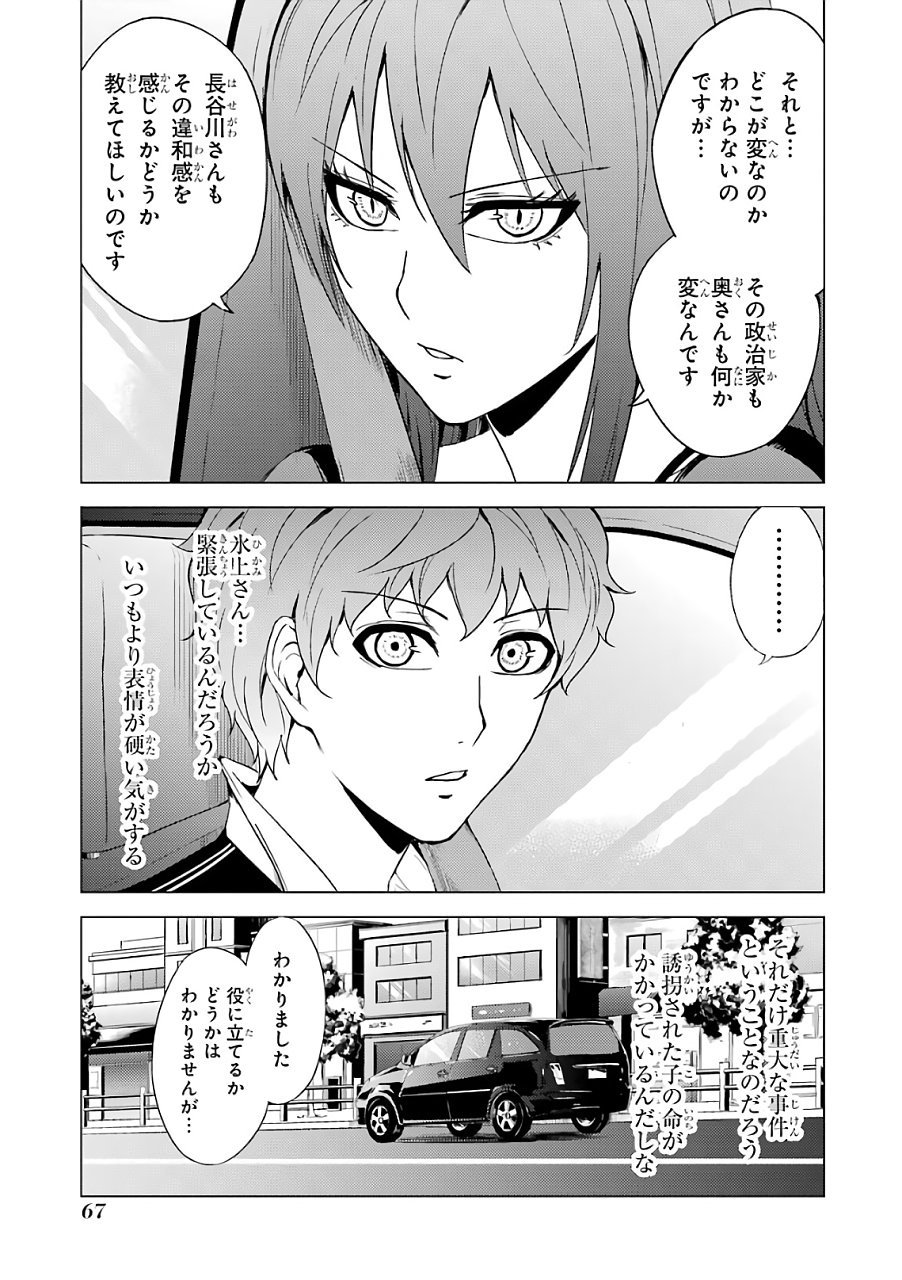 それと…
どこが変なのか
わからないの
ですが…
その政治家も
奥さんも何か
変なんです
長谷川さんも
その違和感を
感じるかどうか
教えてほしいのです
………
氷上さん…
緊張しているんだろうか
いつもより表情が硬い気がする
それだけ重大な事件
ということなのだろう
誘拐された子の命が
かかっているんだしな
わかりました
役に立てるか
どうかは
わかりませんが…
67